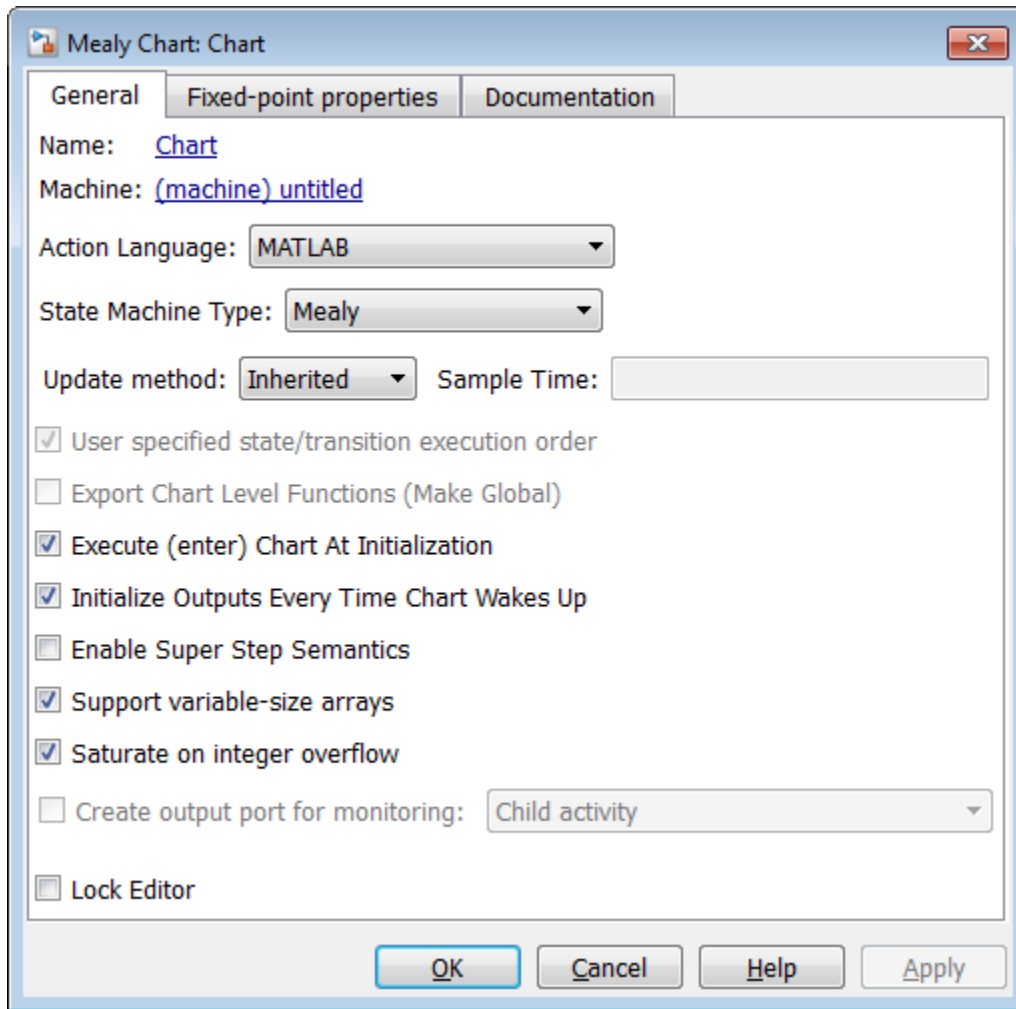 Mealy Chart: Chart
General Fixed-point properties Documentation
Name: Chart
Machine: (machine) untitled
Action Language: MATLAB
State Machine Type: Mealy
Update method: Inherited Sample Time:
User specified state/transition execution order
Export Chart Level Functions (Make Global)
Execute (enter) Chart At Initialization
Initialize Outputs Every Time Chart Wakes Up
Enable Super Step Semantics
Support variable-size arrays
Saturate on integer overflow
Create output port for monitoring: Child activity
Lock Editor
OK Cancel Help Apply